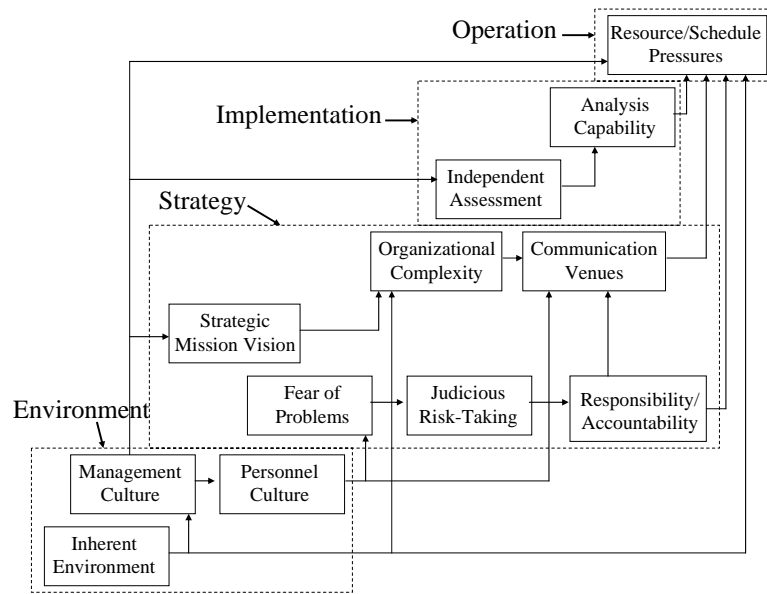 Operation
Resource/Schedule
Pressures
Implementation
Analysis
Capability
Independent
Assessment
Strategy
Organizational
Complexity
Communication
Venues
Strategic
Mission Vision
Fear of
Problems
Judicious
Risk-Taking
Responsibility/
Accountability
Environment
Management
Culture
Personnel
Culture
Inherent
Environment